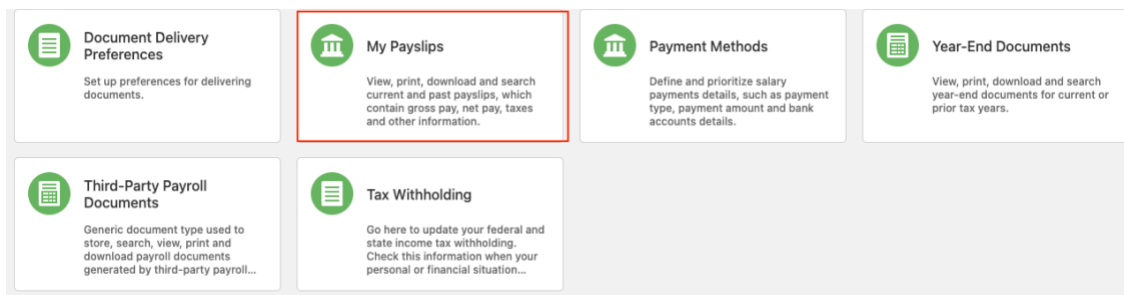 Document Delivery
Preferences
Set up preferences for delivering
documents.
My Payslips
View, print, download and search
current and past payslips, which
contain gross pay, net pay, taxes
and other information.
Payment Methods
Define and prioritize salary
payments details, such as payment
type, payment amount and bank
accounts details.
Year-End Documents
View, print, download and search
year-end documents for current or
prior tax years.
Third-Party Payroll
Documents
Generic document type used to
store, search, view, print and
download payroll documents
generated by third-party payroll...
Tax Withholding
Go here to update your federal and
state income tax withholding.
Check this information when your
personal or financial situation...